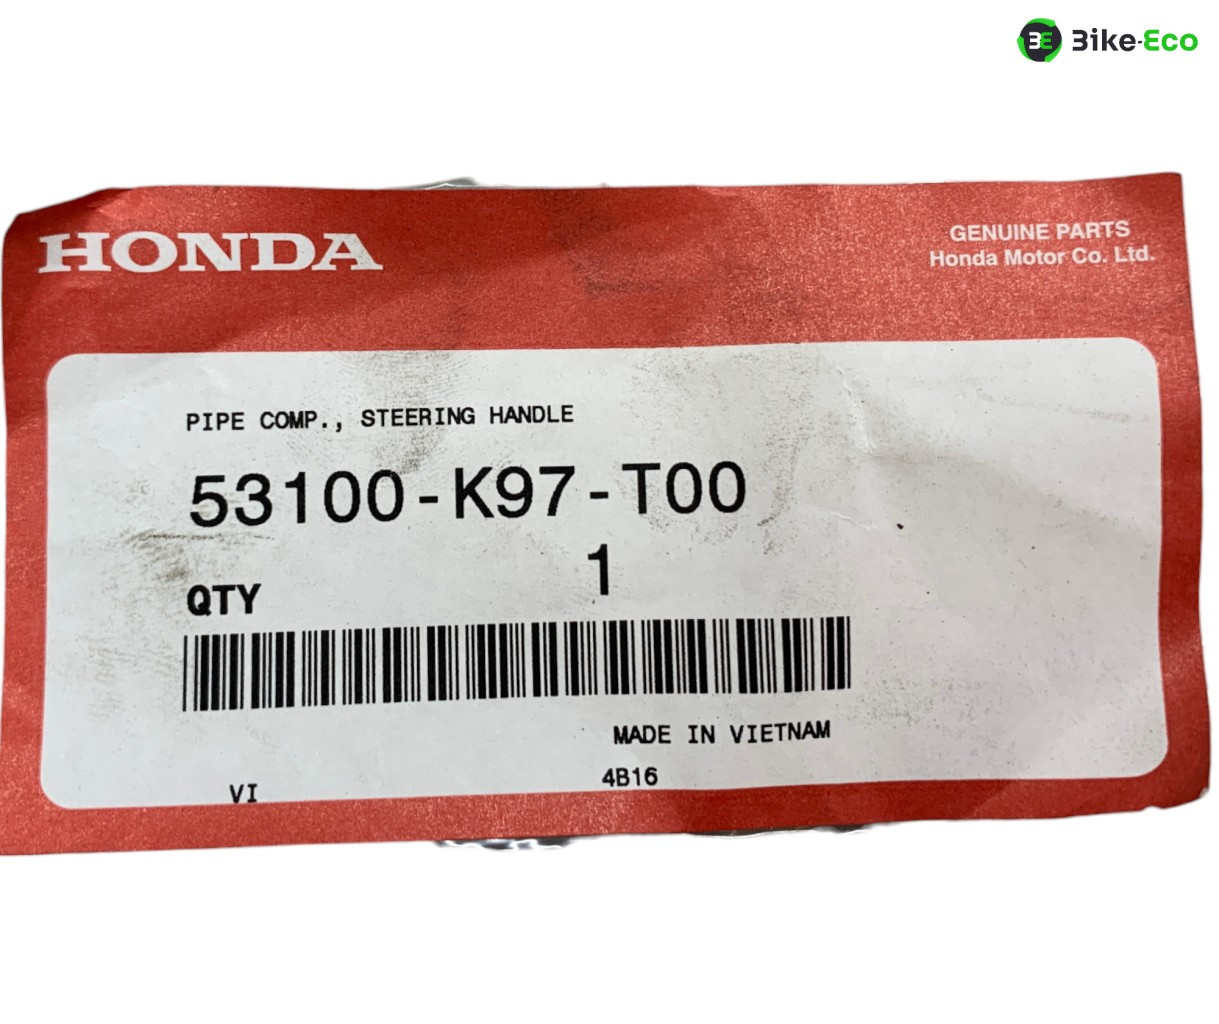 BE Bike-Eco
HONDA
GENUINE PARTS
Honda Motor Co. Ltd.
PIPE COMP., STEERING HANDLE
53100-K97-T00
QTY 1
MADE IN VIETNAM
VI 4B16